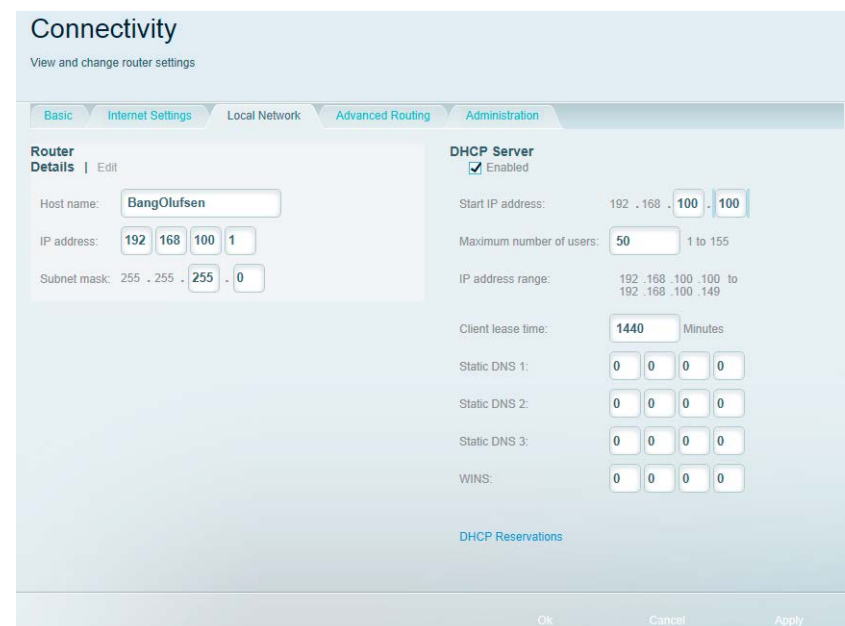 Connectivity
View and change router settings
Basic Internet Settings Local Network Advanced Routing Administration
Router
Details | Edit
Host name: BangOlufsen
IP address: 192 168 100 1
Subnet mask: 255 . 255 . 255 . 0
DHCP Server
Enabled
Start IP address: 192 . 168 . 100 . 100
Maximum number of users: 50 1 to 155
IP address range: 192 .168 .100 .100 to
192 .168 .100 .149
Client lease time: 1440 Minutes
Static DNS 1: 0 0 0 0
Static DNS 2: 0 0 0 0
Static DNS 3: 0 0 0 0
WINS: 0 0 0 0
DHCP Reservations
Ok Cancel Apply